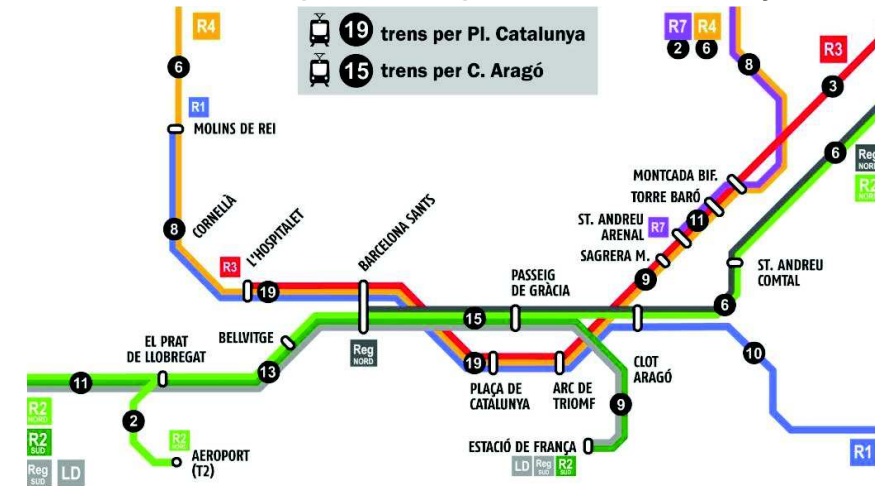 19 trens per Pl. Catalunya
15 trens per C. Aragó
R4
6
R1
MOLINS DE REI
8
CORNELLÀ
R3
L'HOSPITALET
19
BARCELONA SANTS
Reg
NORD
R7 R4
2 6
8
R3
3
MONTCADA BIF.
TORRE BARÓ
11
ST. ANDREU
ARENAL
R7
SAGRERA M.
9
6
Reg
NORD
R2
NORD
ST. ANDREU
COMTAL
6
PASSEIG
DE GRÀCIA
15
EL PRAT
DE LLOBREGAT
BELLVITGE
13
11
2
R2
NORD
R2
SUD
Reg
SUD
LD
R2
NORD
AEROPORT
(T2)
19
PLAÇA DE
CATALUNYA
ARC DE
TRIOMF
CLOT
ARAGÓ
9
ESTACIÓ DE FRANÇA
LD
Reg
SUD
R2
SUD
10
R1